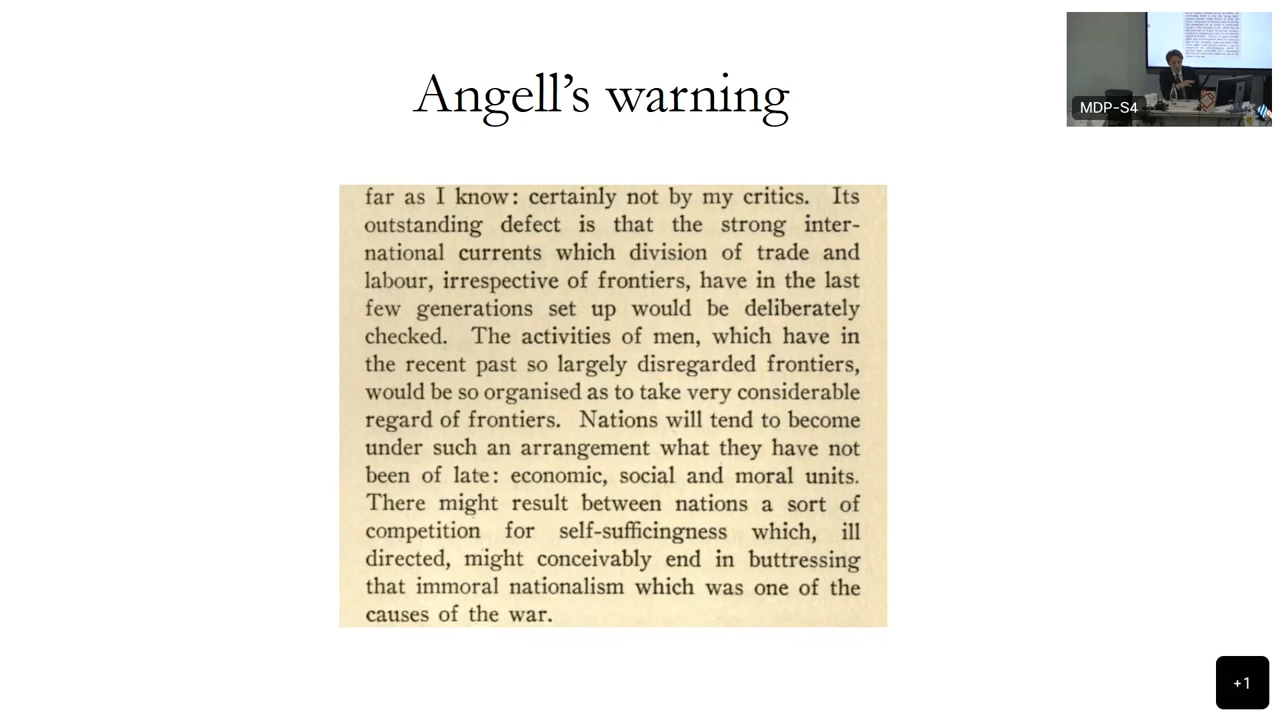 Angell's warning
MDP-S4
far as I know: certainly not by my critics. Its
outstanding defect is that the strong inter-
national currents which division of trade and
labour, irrespective of frontiers, have in the last
few generations set up would be deliberately
checked. The activities of men, which have in
the recent past so largely disregarded frontiers,
would be so organised as to take very considerable
regard of frontiers. Nations will tend to become
under such an arrangement what they have not
been of late: economic, social and moral units.
There might result between nations a sort of
competition for self-sufficingness which, ill
directed, might conceivably end in buttressing
that immoral nationalism which was one of the
causes of the war.
+1